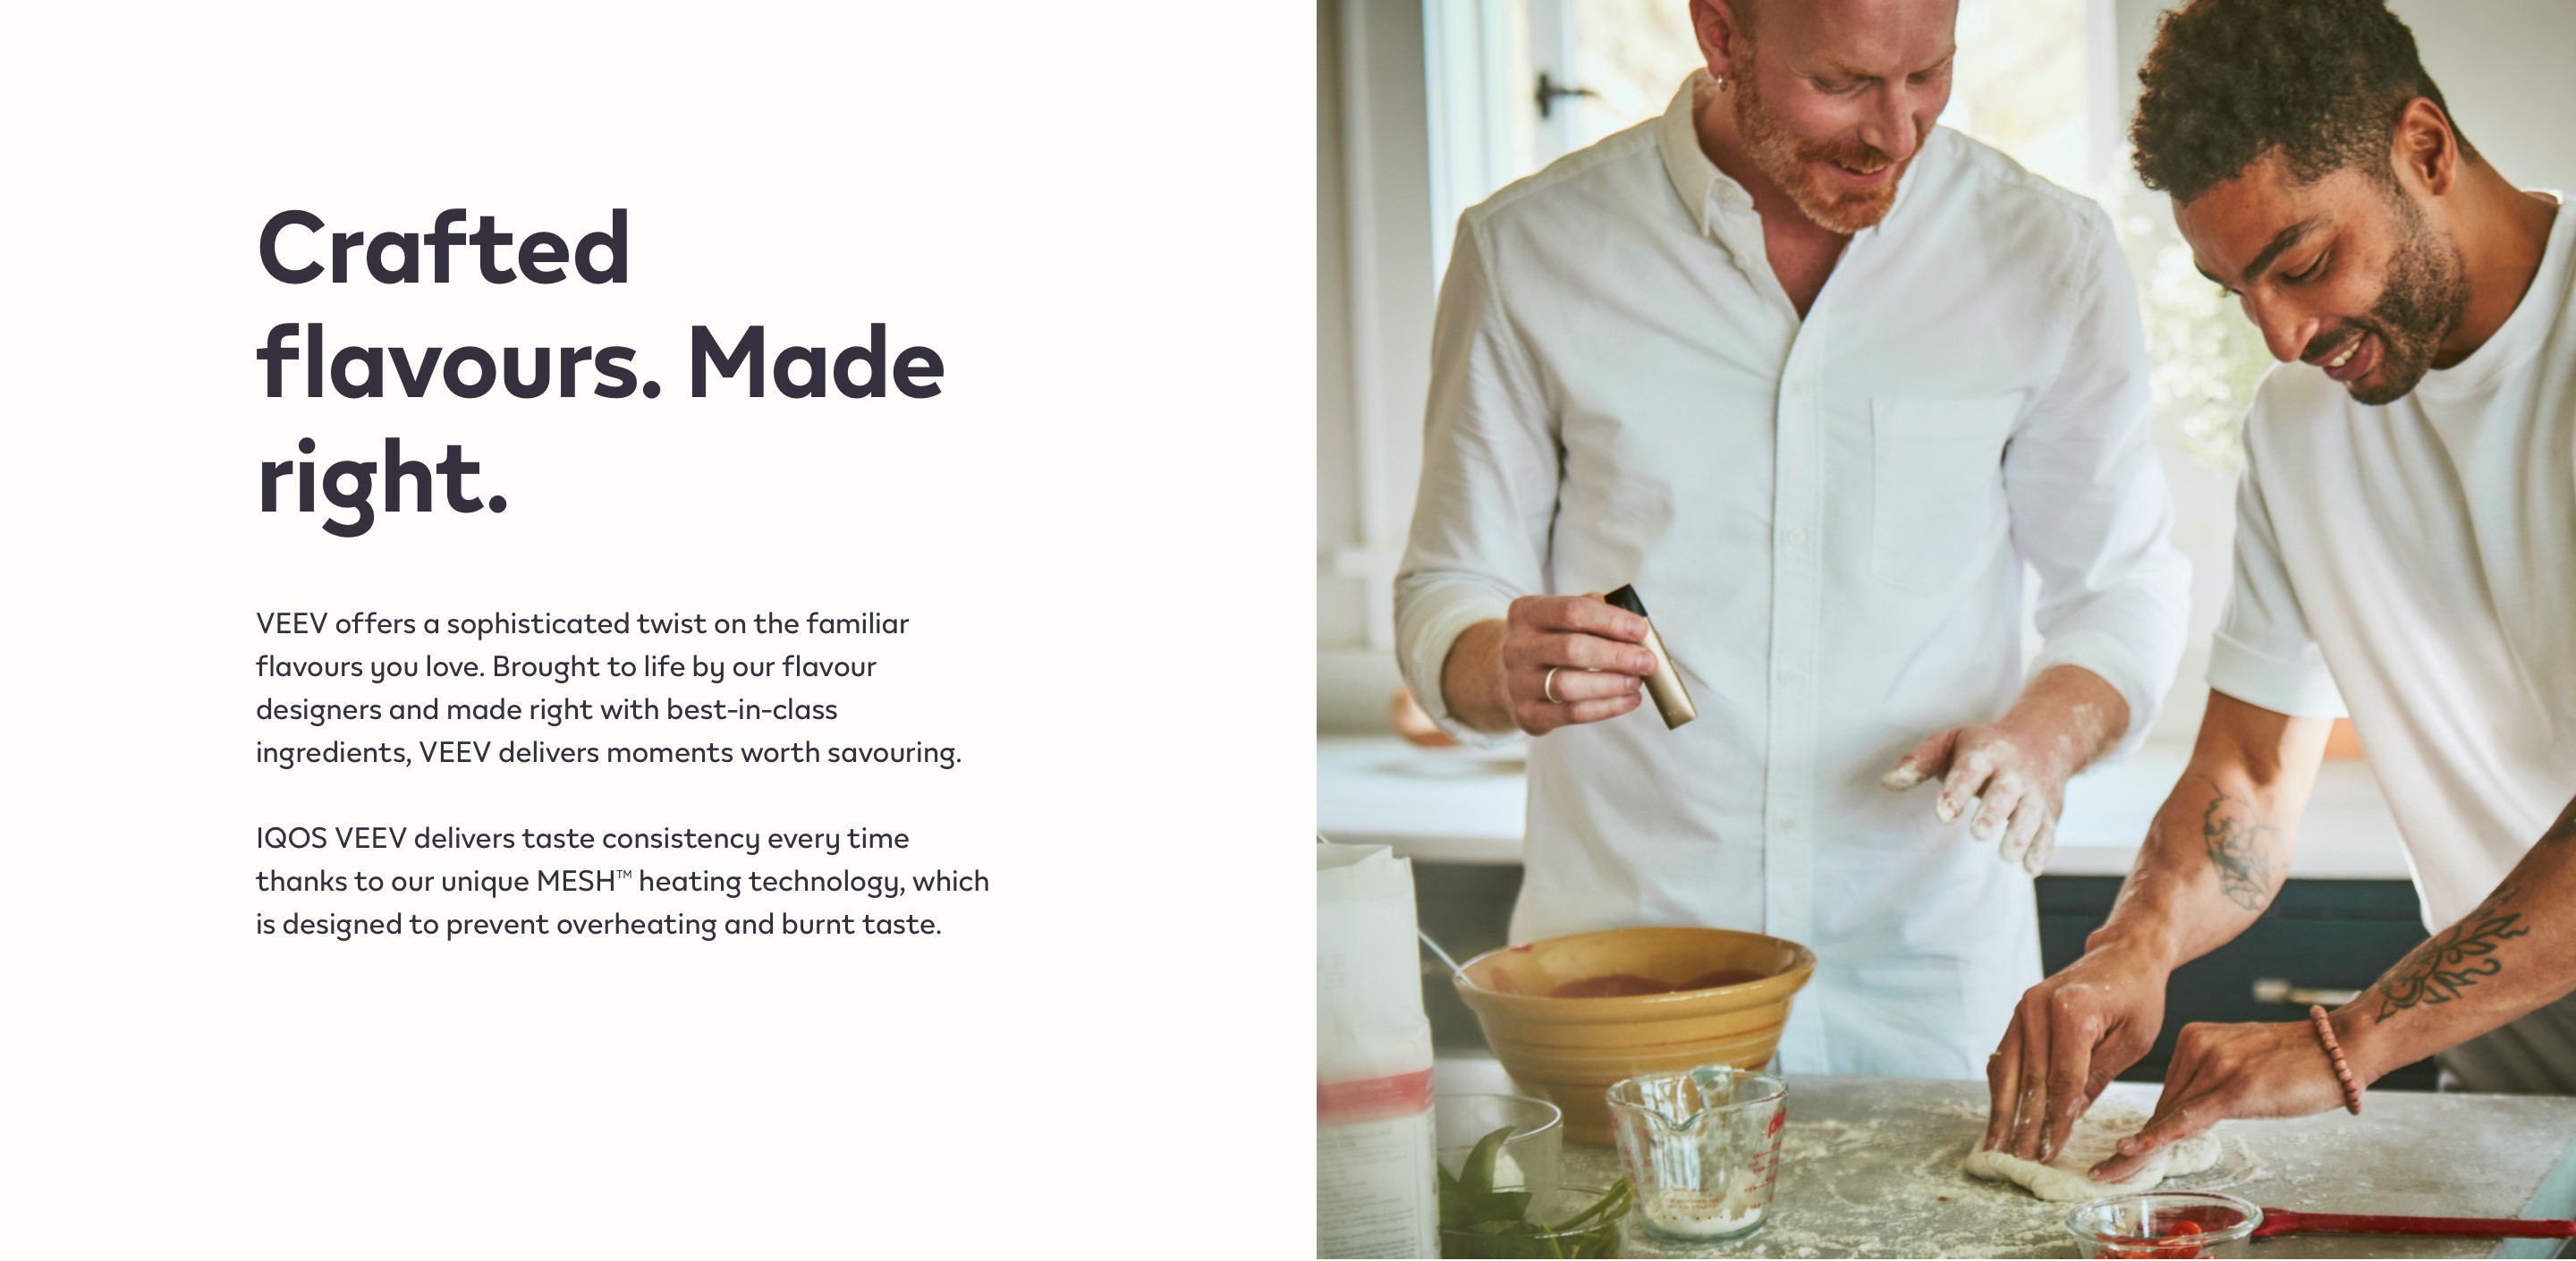 Crafted
flavours. Made
right.
VEEV offers a sophisticated twist on the familiar
flavours you love. Brought to life by our flavour
designers and made right with best-in-class
ingredients, VEEV delivers moments worth savouring.
IQOS VEEV delivers taste consistency every time
thanks to our unique MESH™ heating technology, which
is designed to prevent overheating and burnt taste.